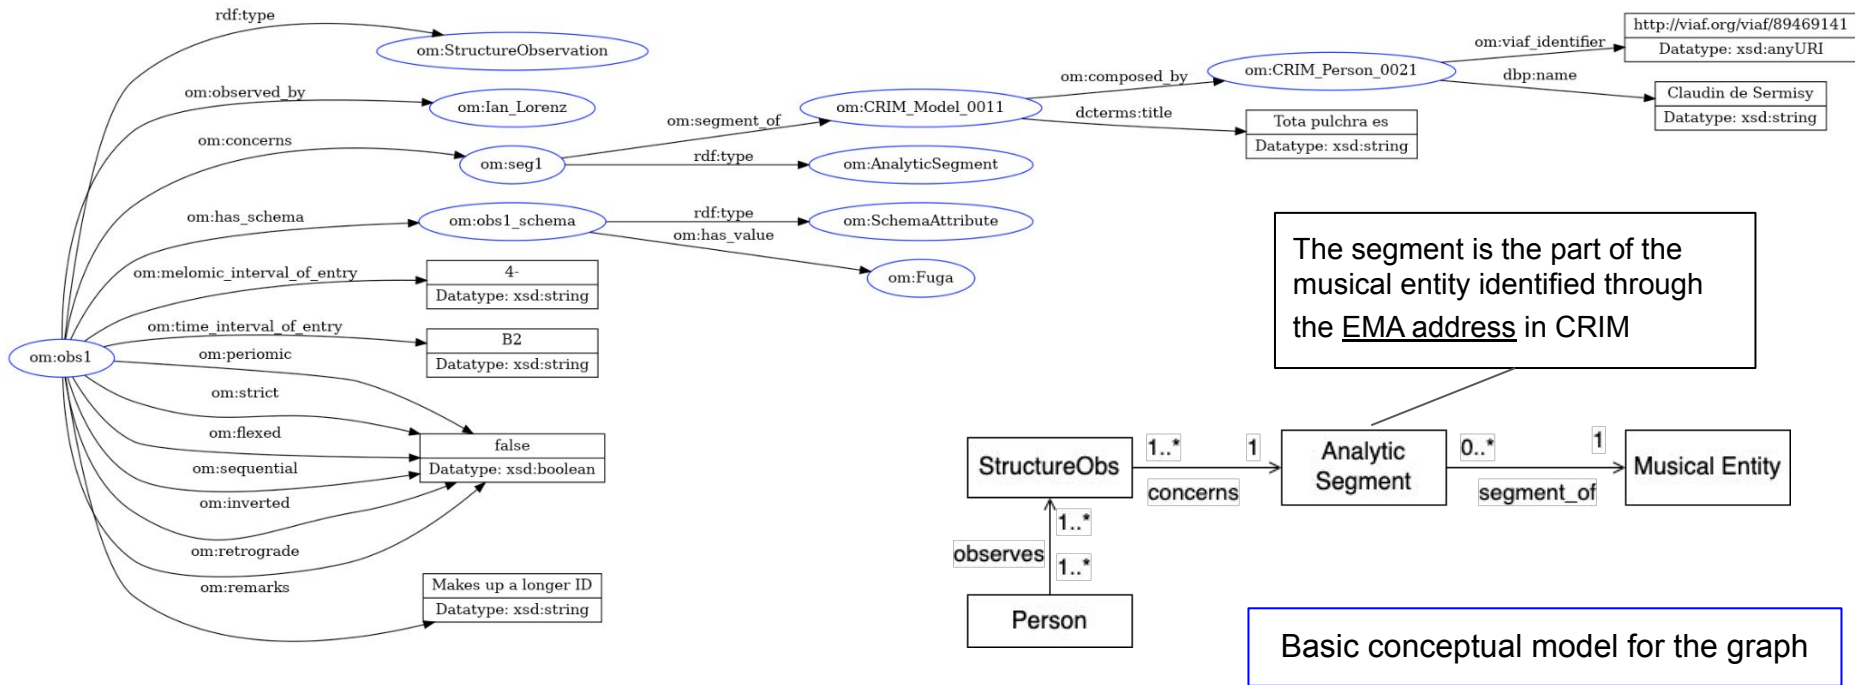 rdf:type
om:StructureObservation
om:observed_by
om:Ian_Lorenz
om:concerns
om:seg1
om:segment_of
om:CRIM_Model_0011
om:composed_by
om:CRIM_Person_0021
om:viaf_identifier
http://viaf.org/viaf/89469141
Datatype: xsd:anyURI
dbp:name
Claudin de Sermisy
Datatype: xsd:string
dcterms:title
Tota pulchra es
Datatype: xsd:string
rdf:type
om:AnalyticSegment
om:has_schema
om:obs1_schema
rdf:type
om:SchemaAttribute
om:has_value
om:Fuga
om:melomic_interval_of_entry
4-
Datatype: xsd:string
om:time_interval_of_entry
B2
Datatype: xsd:string
om:obs1
om:periomic
om:strict
om:flexed
om:sequential
om:inverted
om:retrograde
false
Datatype: xsd:boolean
om:remarks
Makes up a longer ID
Datatype: xsd:string
The segment is the part of the
musical entity identified through
the EMA address in CRIM
StructureObs
1..*
1
concerns
Analytic
Segment
0..*
1
segment_of
Musical Entity
1..*
observes
1..*
Person
Basic conceptual model for the graph